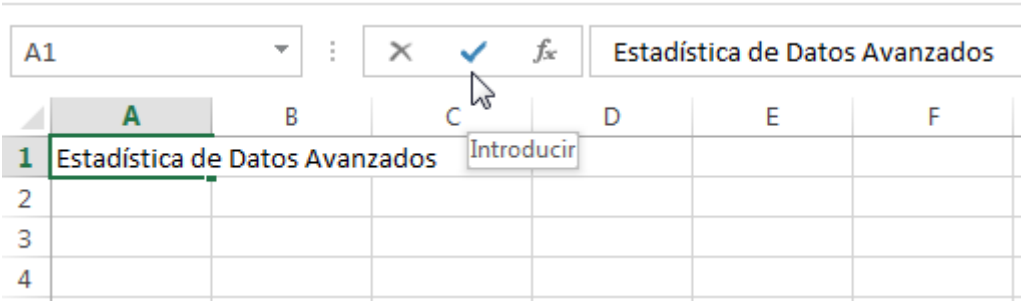 A1 fx Estadística de Datos Avanzados
A B C D E F
1 Estadística de Datos Avanzados Introducir
2
3
4